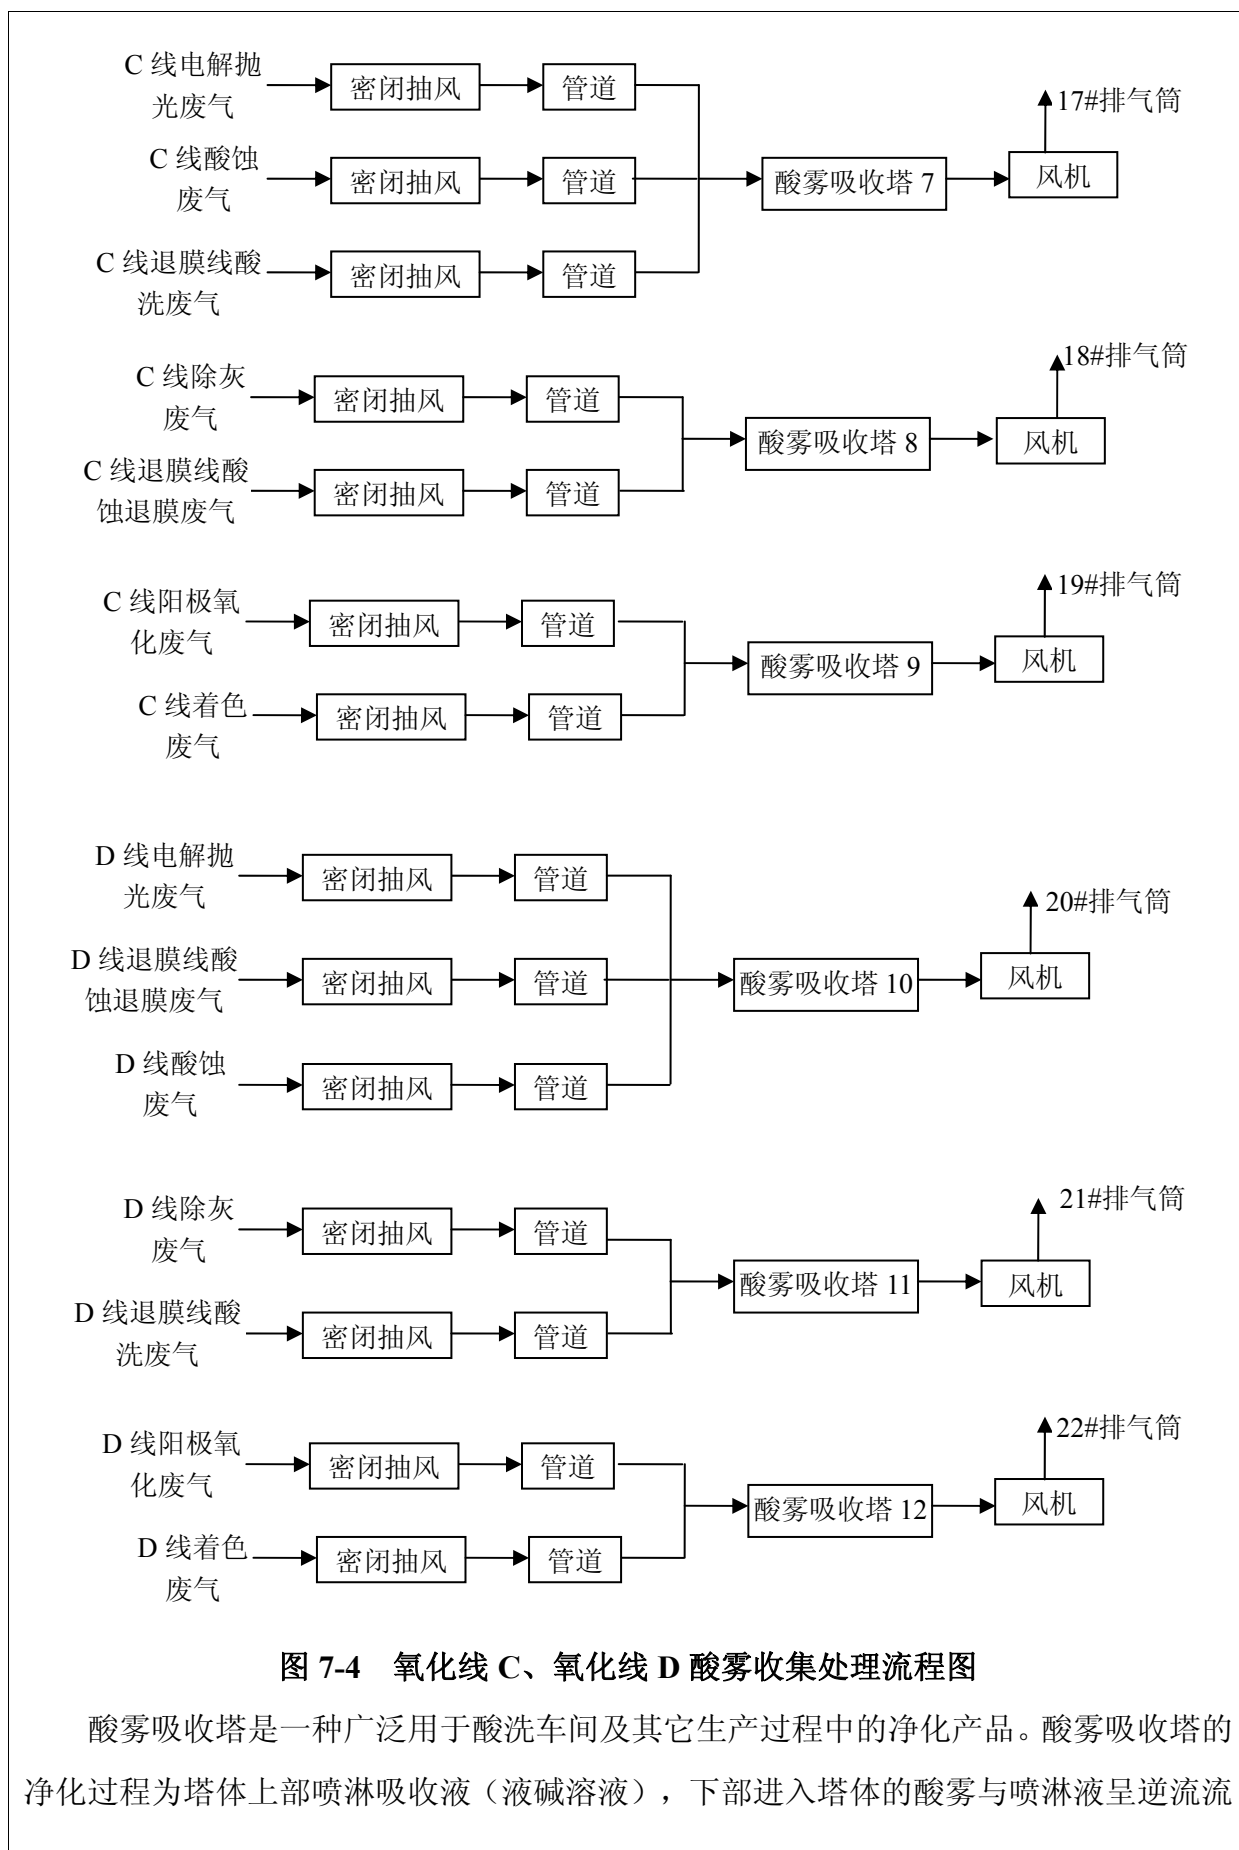 C 线电解抛
光废气
密闭抽风
管道
C 线酸蚀
废气
密闭抽风
管道
C 线退膜线酸
洗废气
密闭抽风
管道
酸雾吸收塔 7
风机
17#排气筒
C 线除灰
废气
密闭抽风
管道
C 线退膜线酸
蚀退膜废气
密闭抽风
管道
酸雾吸收塔 8
风机
18#排气筒
C 线阳极氧
化废气
密闭抽风
管道
C 线着色
废气
密闭抽风
管道
酸雾吸收塔 9
风机
19#排气筒
D 线电解抛
光废气
密闭抽风
管道
D 线退膜线酸
蚀退膜废气
密闭抽风
管道
D 线酸蚀
废气
密闭抽风
管道
酸雾吸收塔 10
风机
20#排气筒
D 线除灰
废气
密闭抽风
管道
D 线退膜线酸
洗废气
密闭抽风
管道
酸雾吸收塔 11
风机
21#排气筒
D 线阳极氧
化废气
密闭抽风
管道
D 线着色
废气
密闭抽风
管道
酸雾吸收塔 12
风机
22#排气筒
图 7-4 氧化线 C、氧化线 D 酸雾收集处理流程图
酸雾吸收塔是一种广泛用于酸洗车间及其它生产过程中的净化产品。酸雾吸收塔的
净化过程为塔体上部喷淋吸收液（液碱溶液），下部进入塔体的酸雾与喷淋液呈逆流流